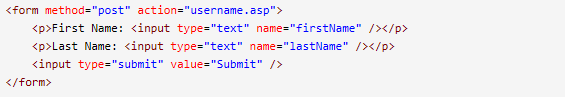 <form method="post" action="username.asp">
<p>First Name: <input type="text" name="firstName" /></p>
<p>Last Name: <input type="text" name="lastName" /></p>
<input type="submit" value="Submit" />
</form>